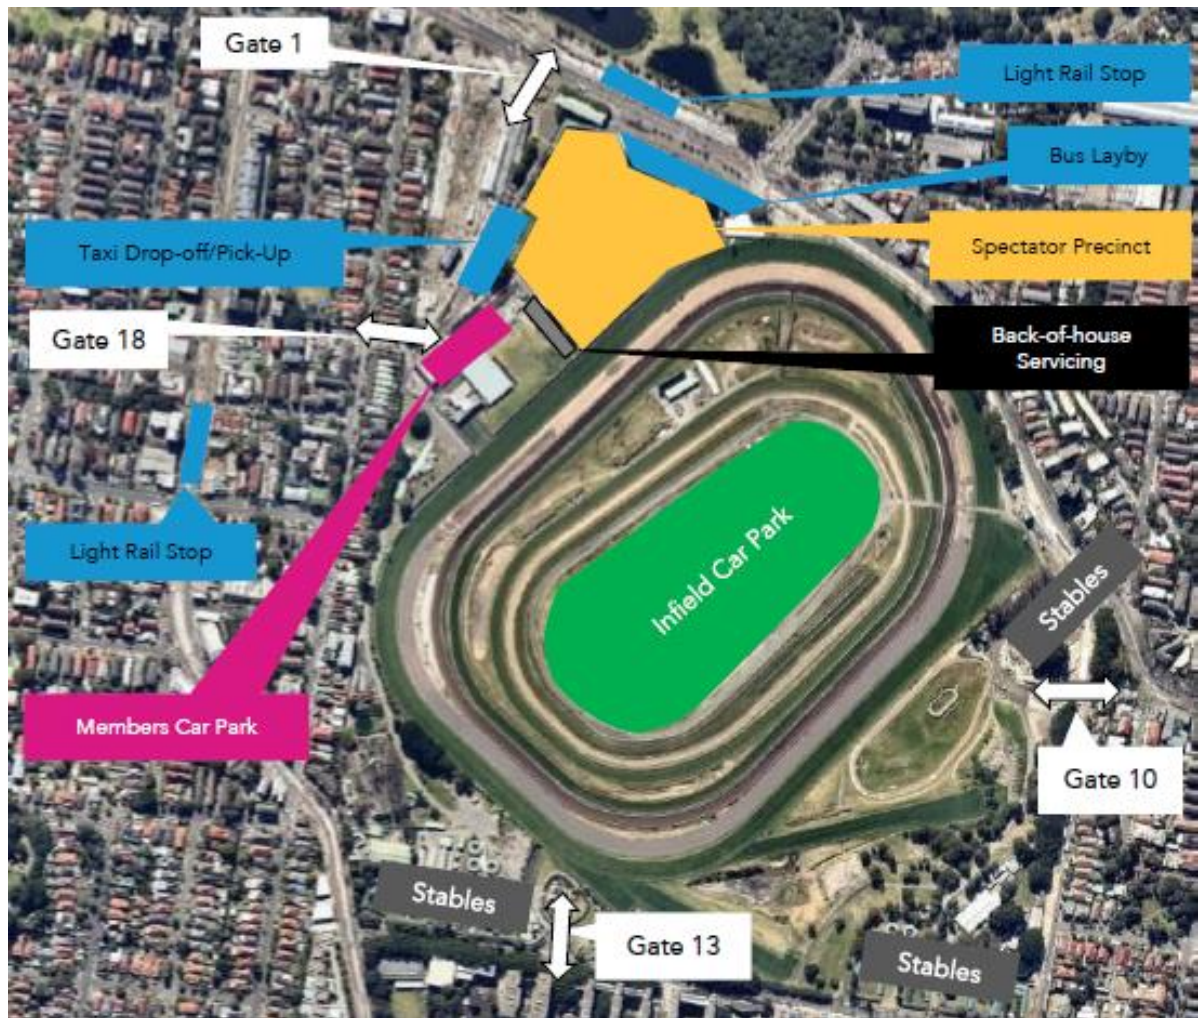 Gate 1
Light Rail Stop
Bus Layby
Taxi Drop-off/Pick-Up
Spectator Precinct
Gate 18
Back-of-house
Servicing
Infield Car Park
Light Rail Stop
Stables
Members Car Park
Gate 10
Stables
Gate 13
Stables